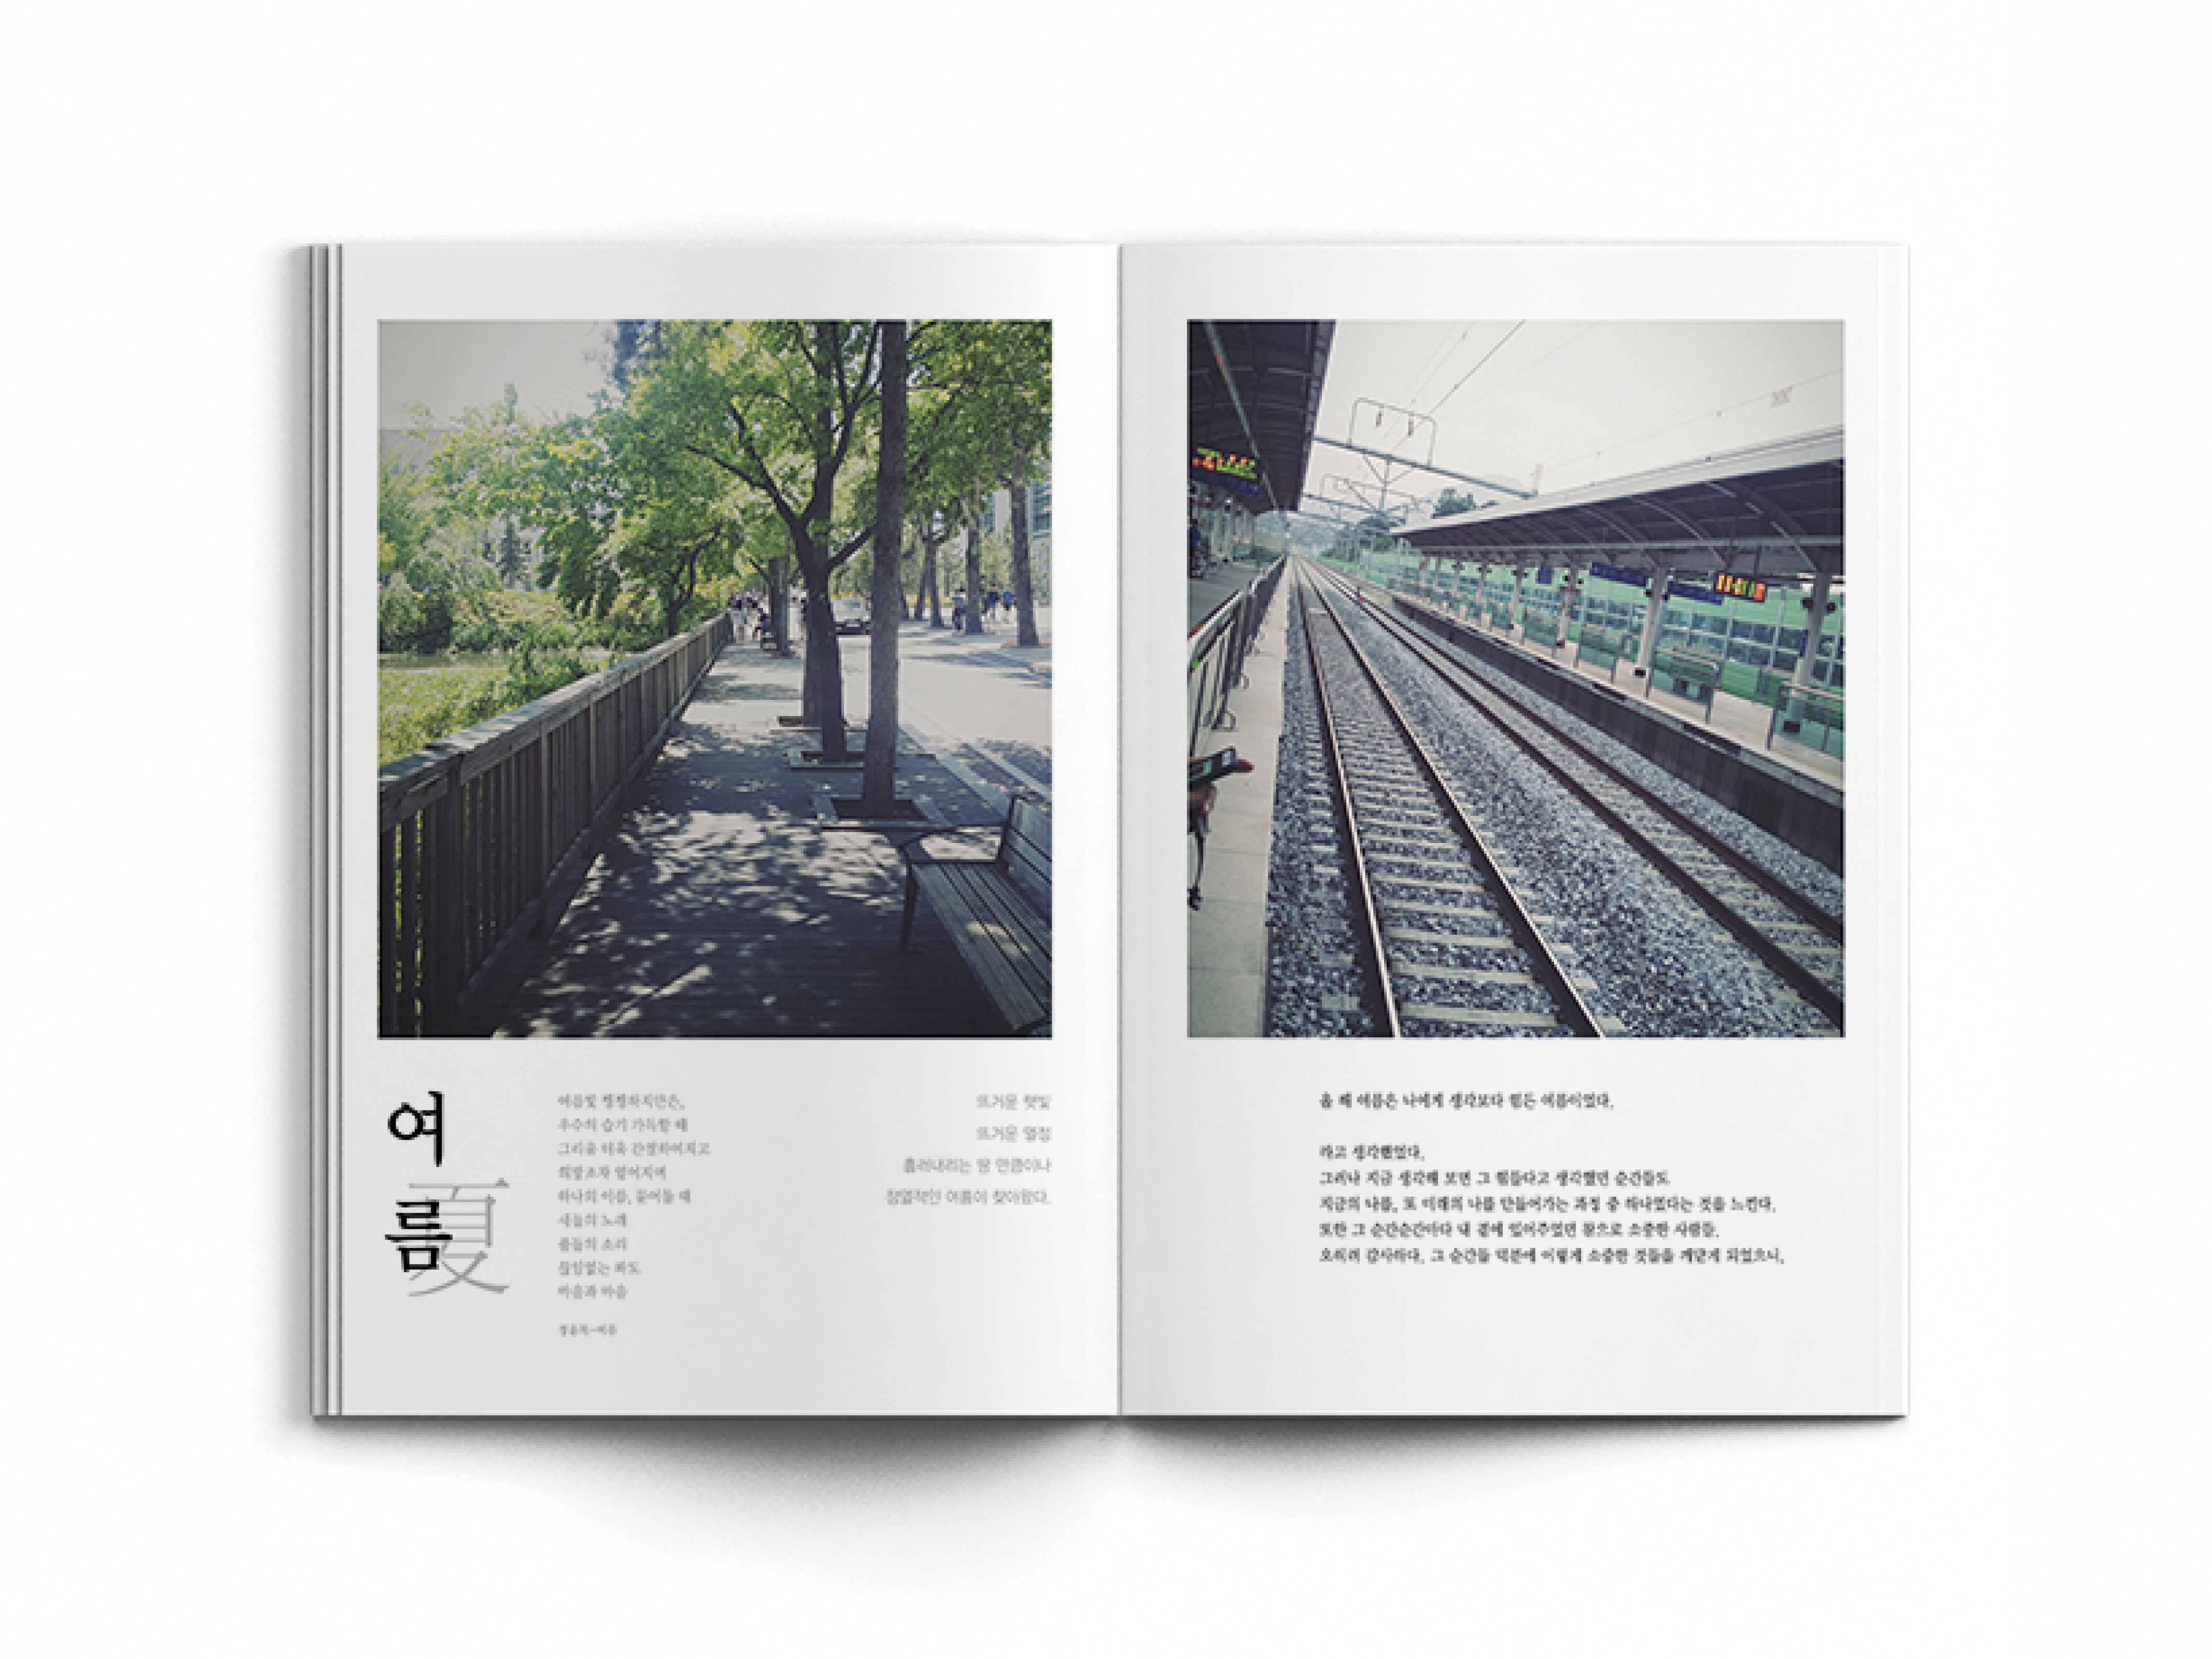 여름
夏
여름빛 쨍쨍하지만은,
우수의 습기 가득할 때
그리움 더욱 간절하여지고
희망조차 엷어지며
하나의 이름, 붙어들 때
새들의 노래
풀들의 소리
끊임없는 파도
마음과 마음
뜨거운 햇빛
뜨거운 열정
흘러내리는 땀 만큼이나
정열적인 여름이 찾아왔다.
올 해 여름은 나에게 생각보다 힘든 여름이었다.
라고 생각했었다.
그러나 지금 생각해 보면 그 힘들다고 생각했던 순간들도
지금의 나를, 또 미래의 나를 만들어가는 과정 중 하나였다는 것을 느낀다.
또한 그 순간순간마다 내 곁에 있어주었던 참으로 소중한 사람들.
오히려 감사하다. 그 순간들 덕분에 이렇게 소중한 것들을 깨닫게 되었으니.